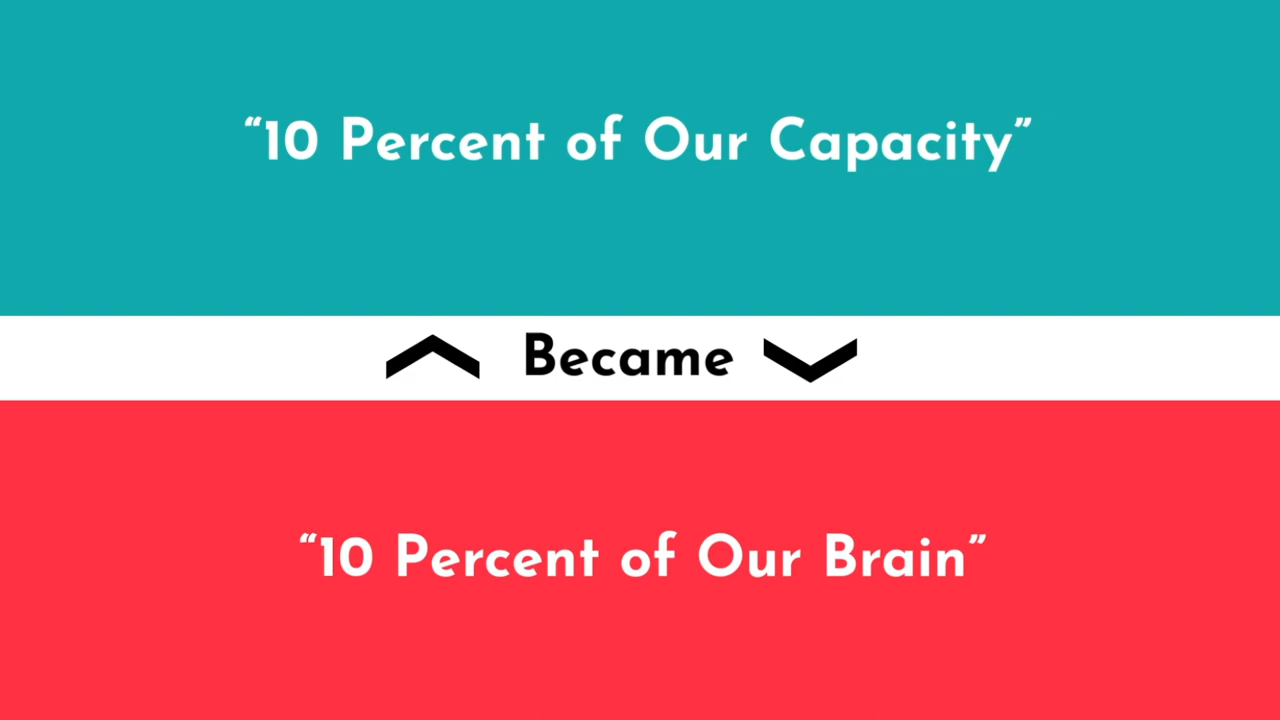 “10 Percent of Our Capacity”
Became
“10 Percent of Our Brain”